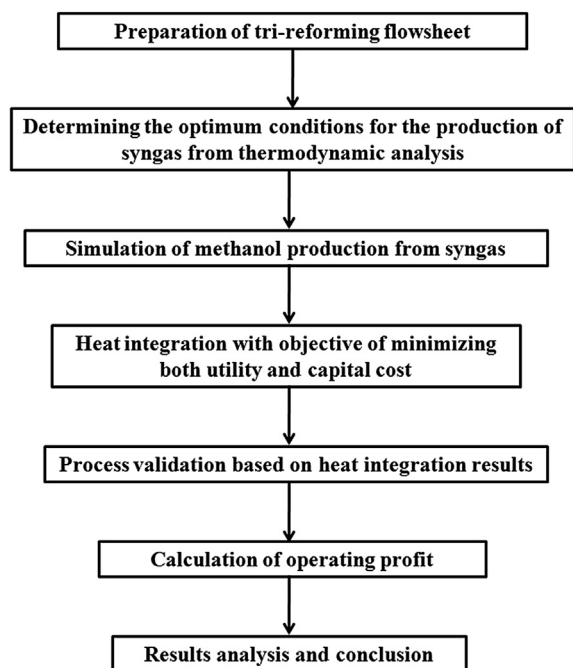 Preparation of tri-reforming flowsheet
Determining the optimum conditions for the production of
syngas from thermodynamic analysis
Simulation of methanol production from syngas
Heat integration with objective of minimizing
both utility and capital cost
Process validation based on heat integration results
Calculation of operating profit
Results analysis and conclusion